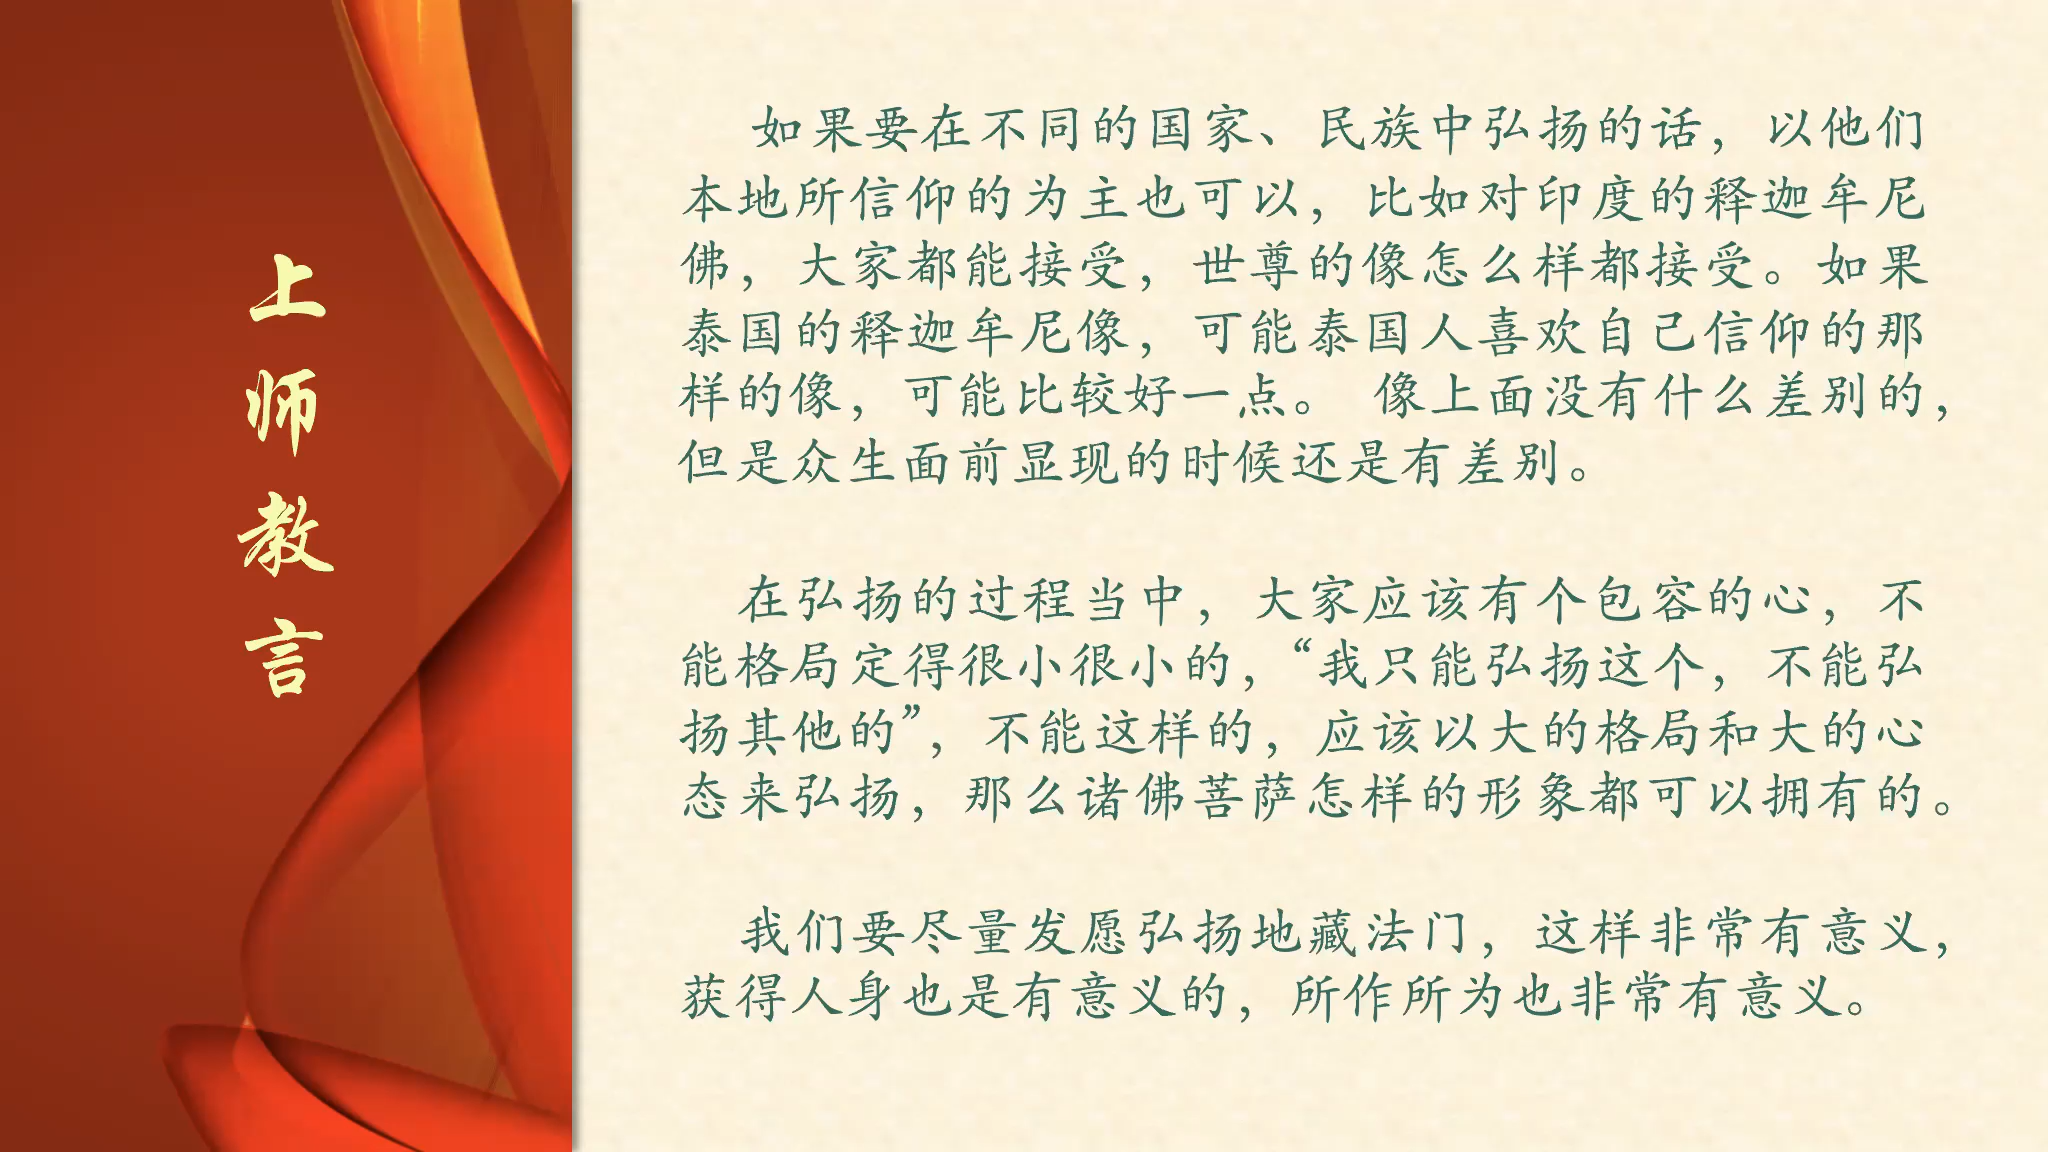 上师教言
如果要在不同的国家、民族中弘扬的话，以他们
本地所信仰的为主也可以，比如对印度的释迦牟尼
佛，大家都能接受，世尊的像怎么样都接受。如果
泰国的释迦牟尼像，可能泰国人喜欢自己信仰的那
样的像，可能比较好一点。 像上面没有什么差别的，
但是众生面前显现的时候还是有差别。
在弘扬的过程当中，大家应该有个包容的心，不
能格局定得很小很小的，“我只能弘扬这个，不能弘
扬其他的”，不能这样的，应该以大的格局和大的心
态来弘扬，那么诸佛菩萨怎样的形象都可以拥有的。
我们要尽量发愿弘扬地藏法门，这样非常有意义，
获得人身也是有意义的，所作所为也非常有意义。